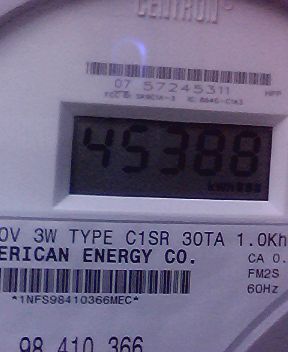 CENTRON
07 57245311 HPP
45388
0V 3W TYPE C1SR 30TA 1.0Kh
ERICAN ENERGY CO.
CA 0.
FM2S
60Hz
*1NFS98410366MEC*
98 410 366